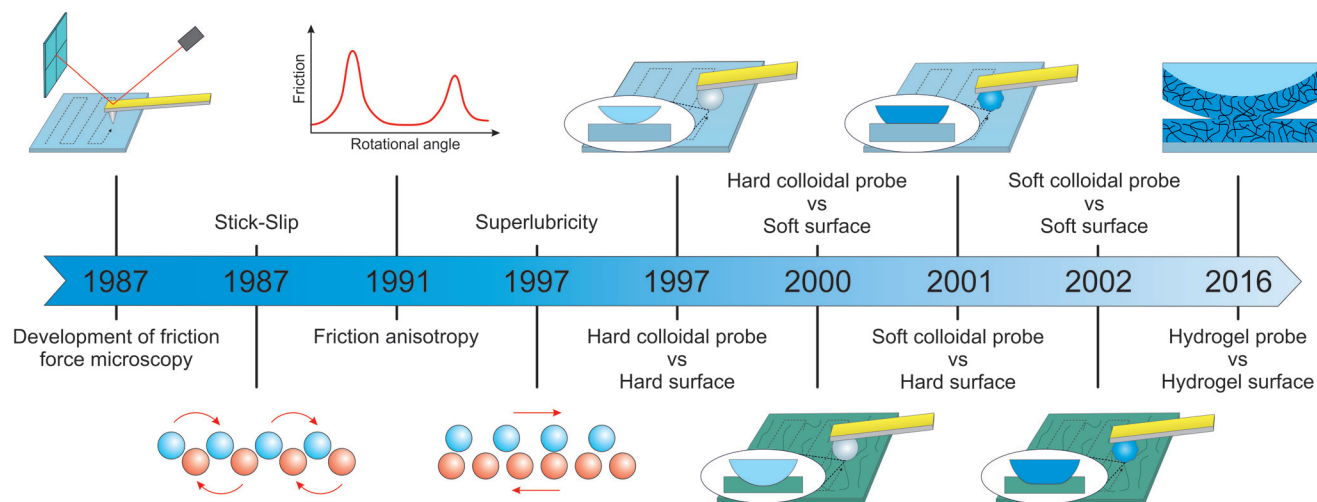 Friction
Rotational angle
Stick-Slip
Superlubricity
Hard colloidal probe
vs
Soft surface
Soft colloidal probe
vs
Soft surface
1987
1987
1991
1997
1997
2000
2001
2002
2016
Development of friction
force microscopy
Friction anisotropy
Hard colloidal probe
vs
Hard surface
Soft colloidal probe
vs
Hard surface
Hydrogel probe
vs
Hydrogel surface